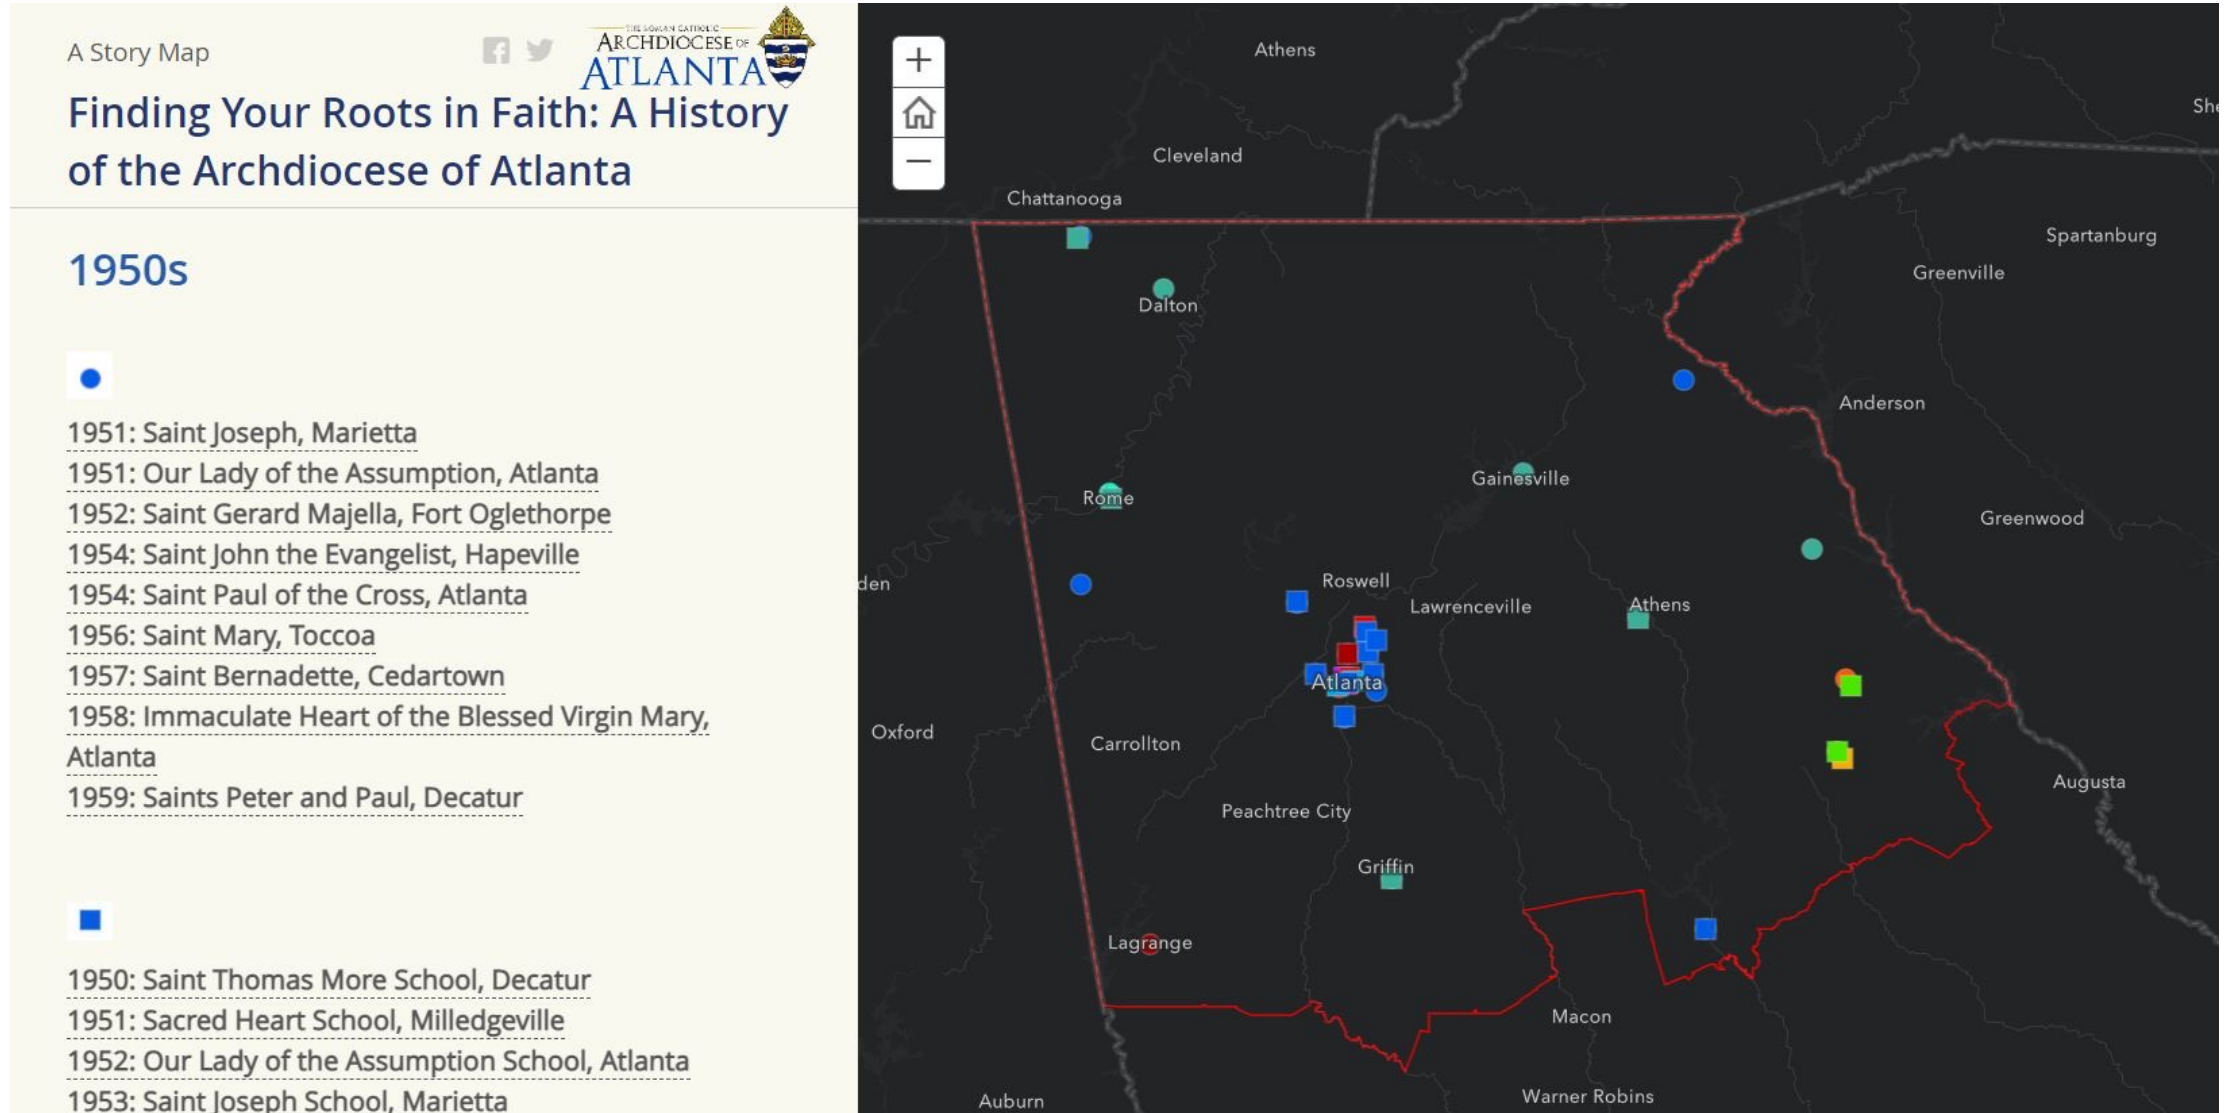 A Story Map
THE ROMAN CATHOLIC
ARCHDIOCESE OF
ATLANTA
Finding Your Roots in Faith: A History
of the Archdiocese of Atlanta
1950s
1951: Saint Joseph, Marietta
1951: Our Lady of the Assumption, Atlanta
1952: Saint Gerard Majella, Fort Oglethorpe
1954: Saint John the Evangelist, Hapeville
1954: Saint Paul of the Cross, Atlanta
1956: Saint Mary, Toccoa
1957: Saint Bernadette, Cedartown
1958: Immaculate Heart of the Blessed Virgin Mary,
Atlanta
1959: Saints Peter and Paul, Decatur
1950: Saint Thomas More School, Decatur
1951: Sacred Heart School, Milledgeville
1952: Our Lady of the Assumption School, Atlanta
1953: Saint Joseph School, Marietta
Athens
She
Cleveland
Chattanooga
Spartanburg
Greenville
Dalton
Anderson
Gainesville
Rome
Greenwood
den
Roswell
Lawrenceville
Athens
Atlanta
Oxford
Carrollton
Augusta
Peachtree City
Griffin
Lagrange
Macon
Auburn
Warner Robins